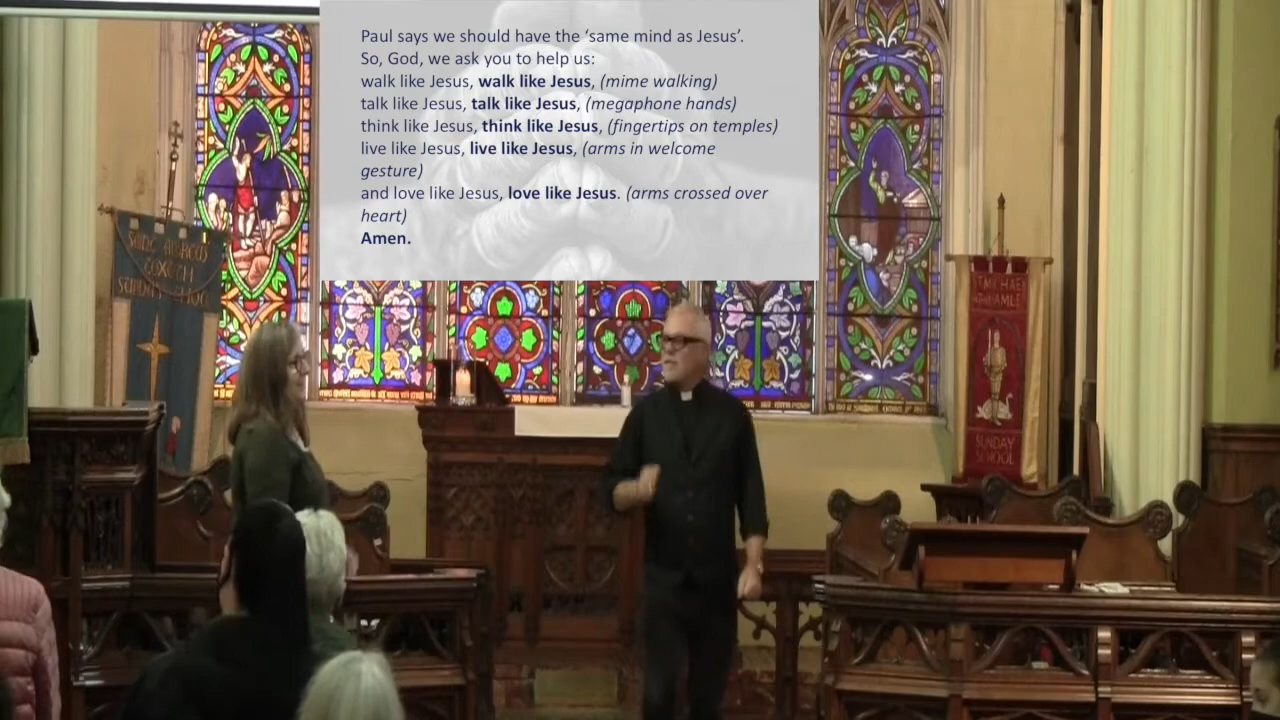 Paul says we should have the ‘same mind as Jesus’.
So, God, we ask you to help us:
walk like Jesus, walk like Jesus, (mime walking)
talk like Jesus, talk like Jesus, (megaphone hands)
think like Jesus, think like Jesus, (fingertips on temples)
live like Jesus, live like Jesus, (arms in welcome
gesture)
and love like Jesus, love like Jesus. (arms crossed over
heart)
Amen.
SUNDAY
SCHOOL